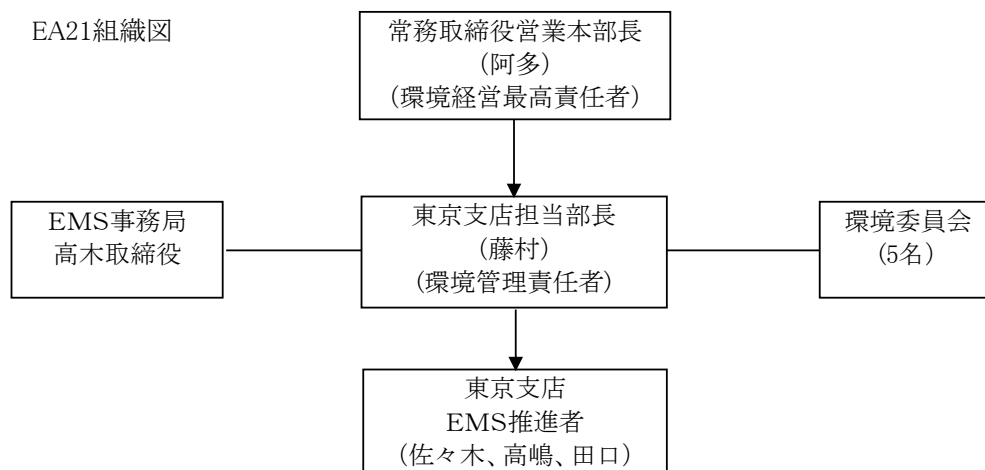 EA21組織図
常務取締役営業本部長
(阿多)
(環境経営最高責任者)
EMS事務局
高木取締役
東京支店担当部長
(藤村)
(環境管理責任者)
環境委員会
(5名)
東京支店
EMS推進者
(佐々木、高嶋、田口)